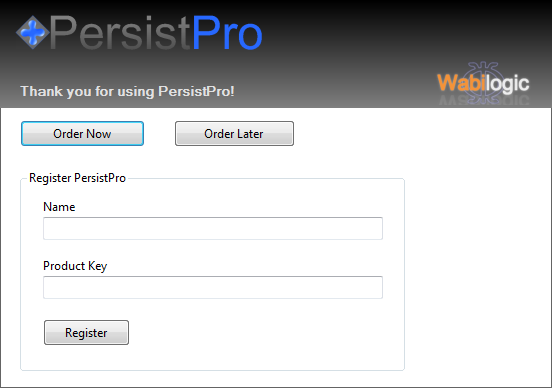 PersistPro
Thank you for using PersistPro!
Wabilogic
Order Now
Order Later
Register PersistPro
Name
Product Key
Register